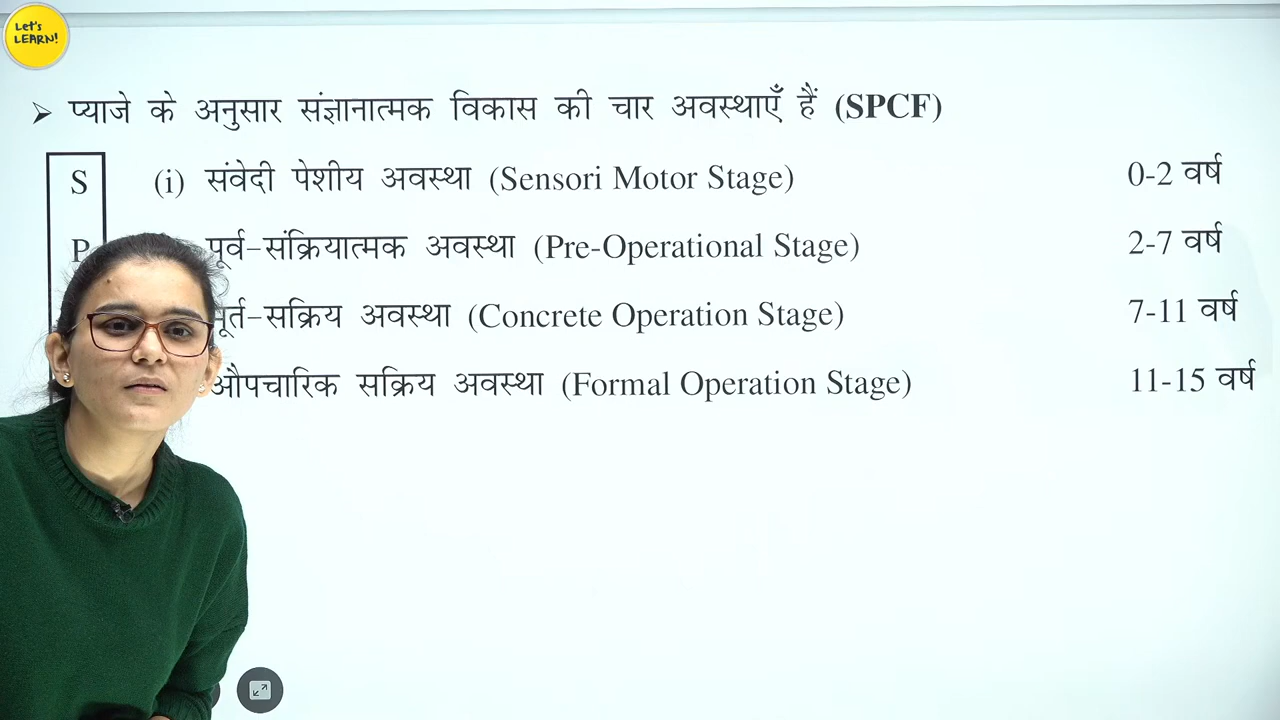 Let's
LEARN!
➢ प्याजे के अनुसार संज्ञानात्मक विकास की चार अवस्थाएँ हैं (SPCF)
S (i) संवेदी पेशीय अवस्था (Sensori Motor Stage) 0-2 वर्ष
P पूर्व-संक्रियात्मक अवस्था (Pre-Operational Stage) 2-7 वर्ष
मूर्त-सक्रिय अवस्था (Concrete Operation Stage) 7-11 वर्ष
औपचारिक सक्रिय अवस्था (Formal Operation Stage) 11-15 वर्ष